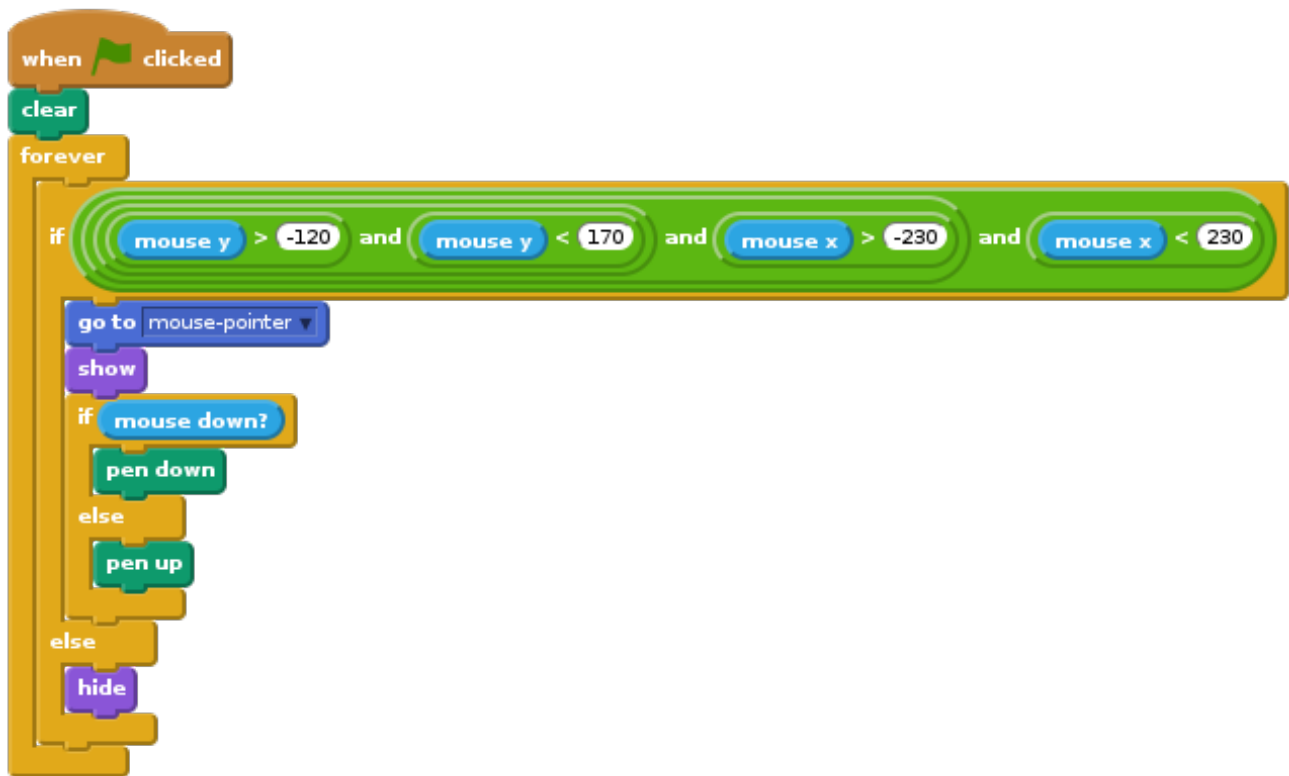 when clicked
clear
forever
if mouse y > -120 and mouse y < 170 and mouse x > -230 and mouse x < 230
go to mouse-pointer
show
if mouse down?
pen down
else
pen up
else
hide